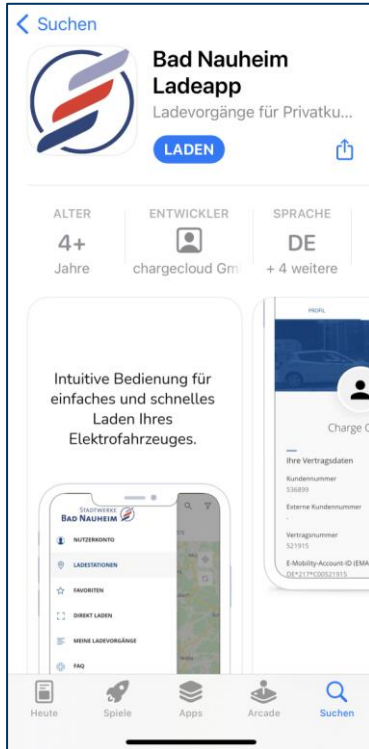 Suchen
Bad Nauheim
Ladeapp
Ladevorgänge für Privatku...
LADEN
ALTER
4+
Jahre
ENTWICKLER
chargecloud Gm
SPRACHE
DE
+ 4 weitere
Intuitive Bedienung für
einfaches und schnelles
Laden Ihres
Elektrofahrzeuges.
STADTWERKE
BAD NAUHEIM
NUTZERKONTO
LADESTATIONEN
FAVORITEN
DIREKT LADEN
MEINE LADEVORGÄNGE
FAQ
PROFIL
Charge C
Ihre Vertragsdaten
Kundennummer
536899
Externe Kundennummer
-
Vertragsnummer
521915
E-Mobility-Account-ID (EMA
DE*217*C00521915
Heute
Spiele
Apps
Arcade
Suchen